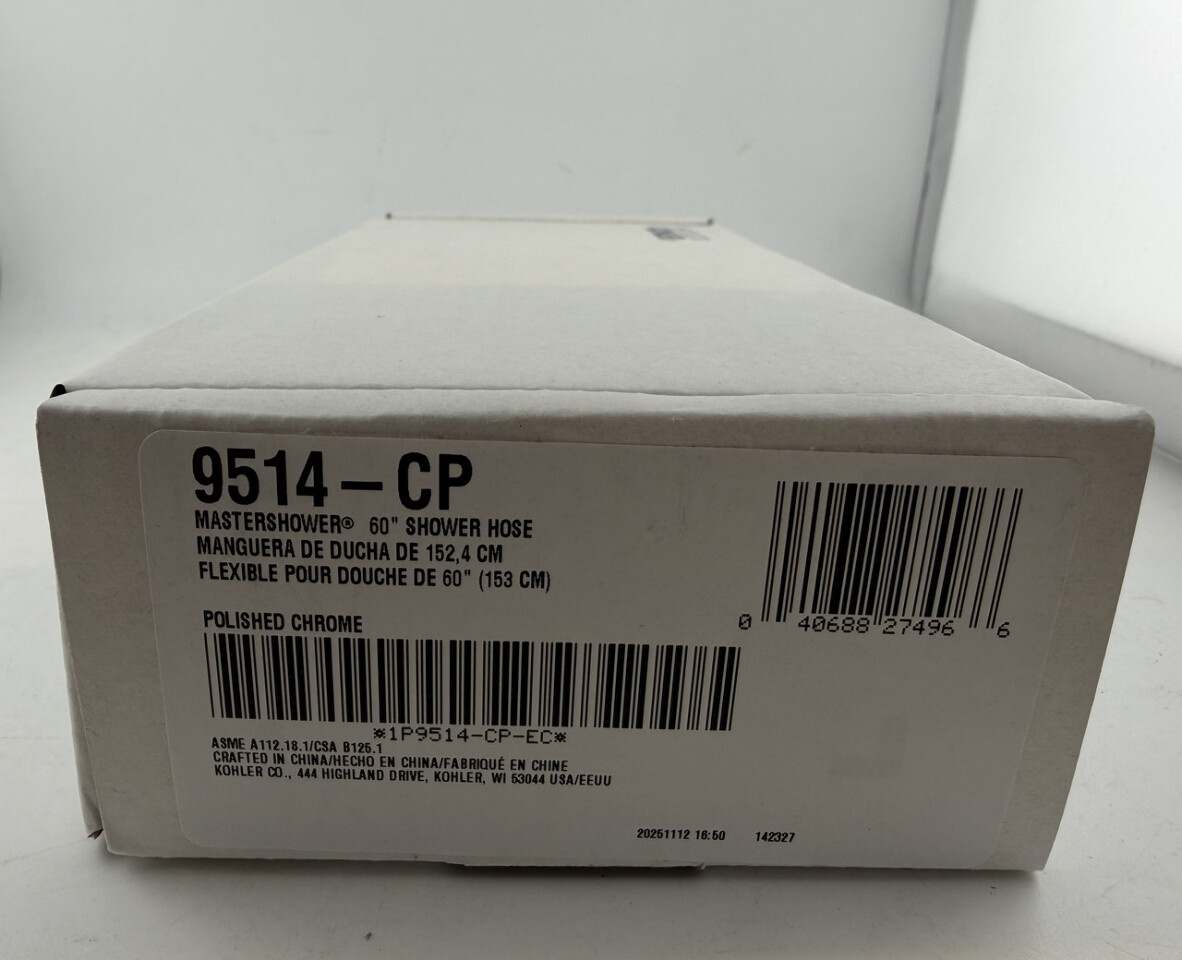 9514-CP
MASTERSHOWER® 60" SHOWER HOSE
MANGUERA DE DUCHA DE 152,4 CM
FLEXIBLE POUR DOUCHE DE 60" (153 CM)
POLISHED CHROME
0 40688 27496 6
*1P9514-CP-EC*
ASME A112.18.1/CSA B125.1
CRAFTED IN CHINA/HECHO EN CHINA/FABRIQUÉ EN CHINE
KOHLER CO., 444 HIGHLAND DRIVE, KOHLER, WI 53044 USA/EEUU
20251112 16:50 142327